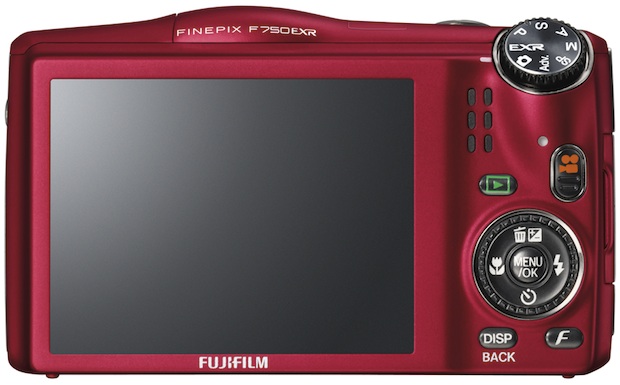 FINEPIX F750EXR
P S A M
EXR Adv.
MENU
/OK
DISP
BACK
F
FUJIFILM